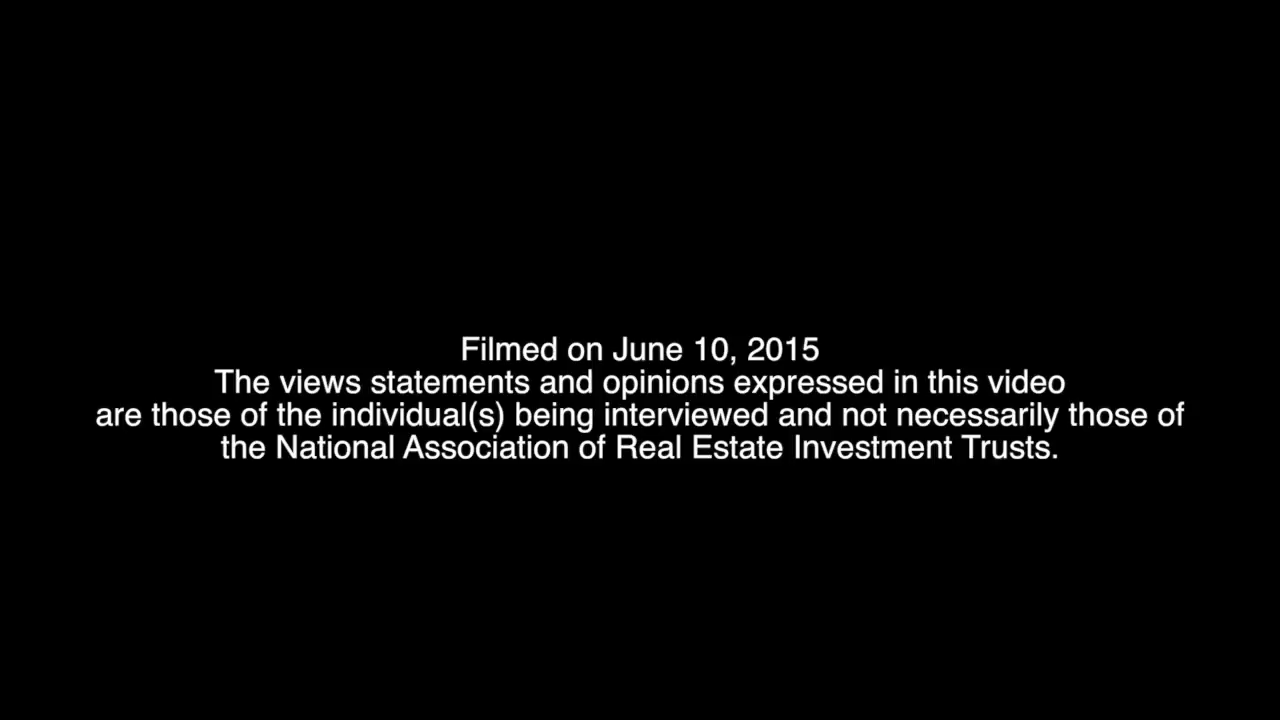 Filmed on June 10, 2015
The views statements and opinions expressed in this video
are those of the individual(s) being interviewed and not necessarily those of
the National Association of Real Estate Investment Trusts.